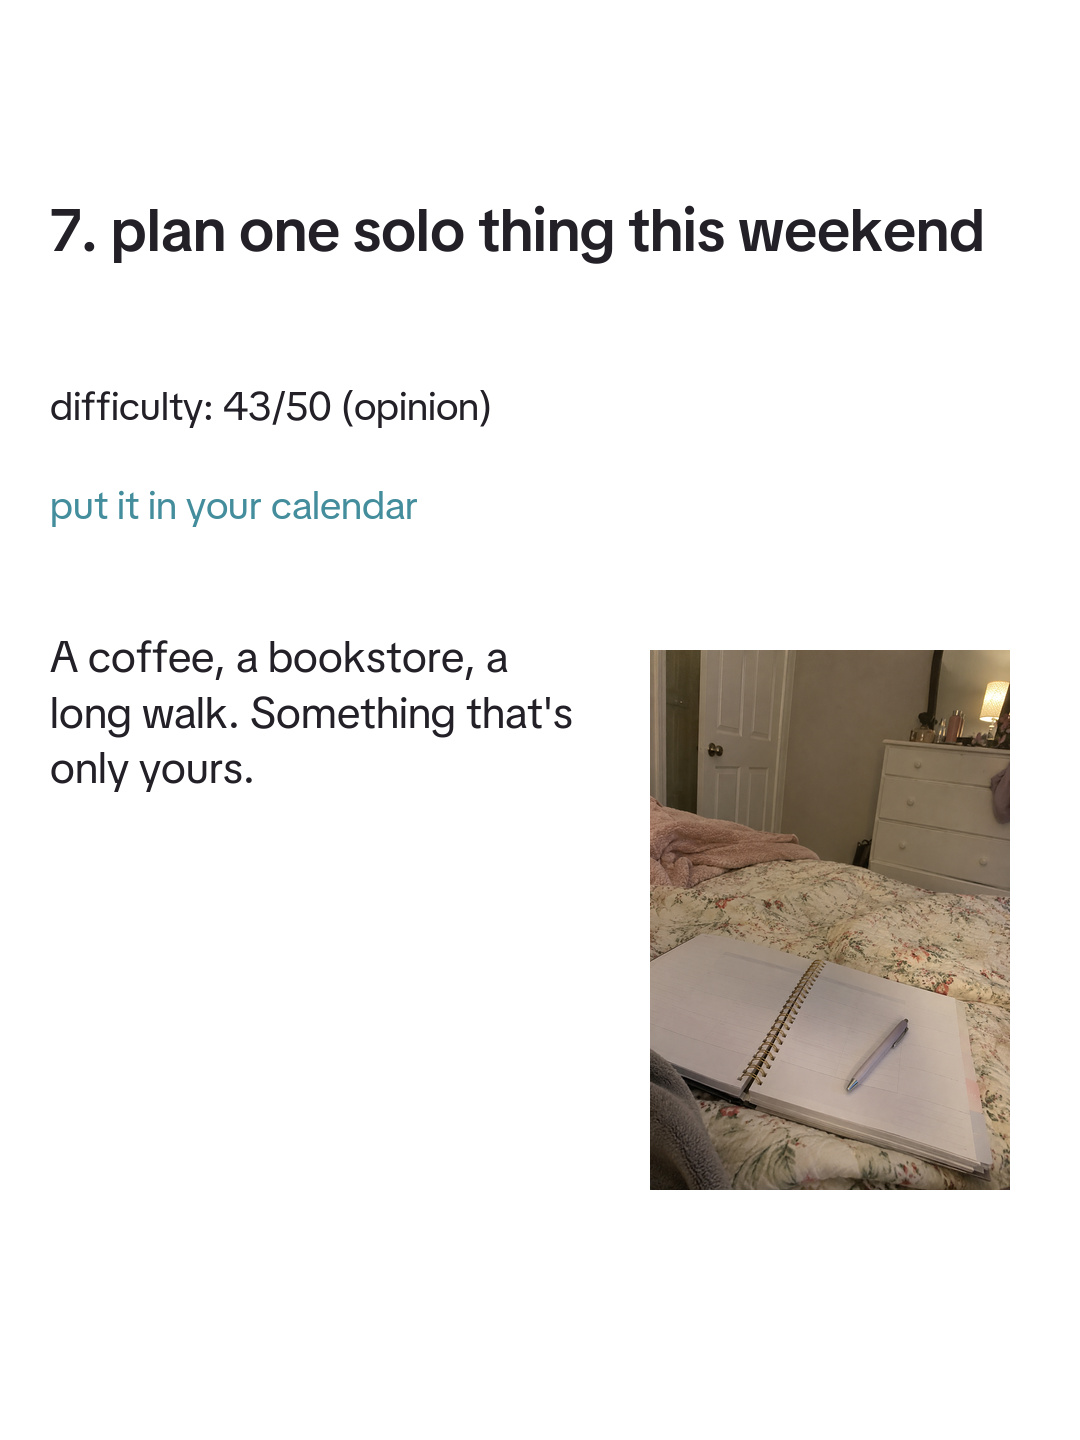 7. plan one solo thing this weekend
difficulty: 43/50 (opinion)
put it in your calendar
A coffee, a bookstore, a
long walk. Something that's
only yours.